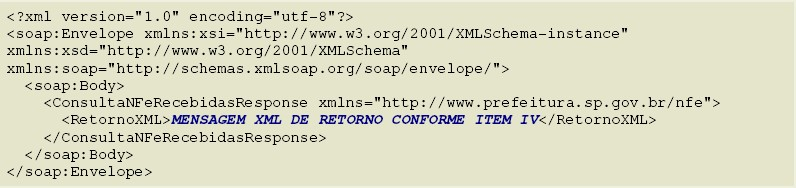 <?xml version="1.0" encoding="utf-8"?>
<soap:Envelope xmlns:xsi="http://www.w3.org/2001/XMLSchema-instance"
xmlns:xsd="http://www.w3.org/2001/XMLSchema"
xmlns:soap="http://schemas.xmlsoap.org/soap/envelope/">
  <soap:Body>
    <ConsultaNFeRecebidasResponse xmlns="http://www.prefeitura.sp.gov.br/nfe">
      <RetornoXML>MENSAGEM XML DE RETORNO CONFORME ITEM IV</RetornoXML>
    </ConsultaNFeRecebidasResponse>
  </soap:Body>
</soap:Envelope>